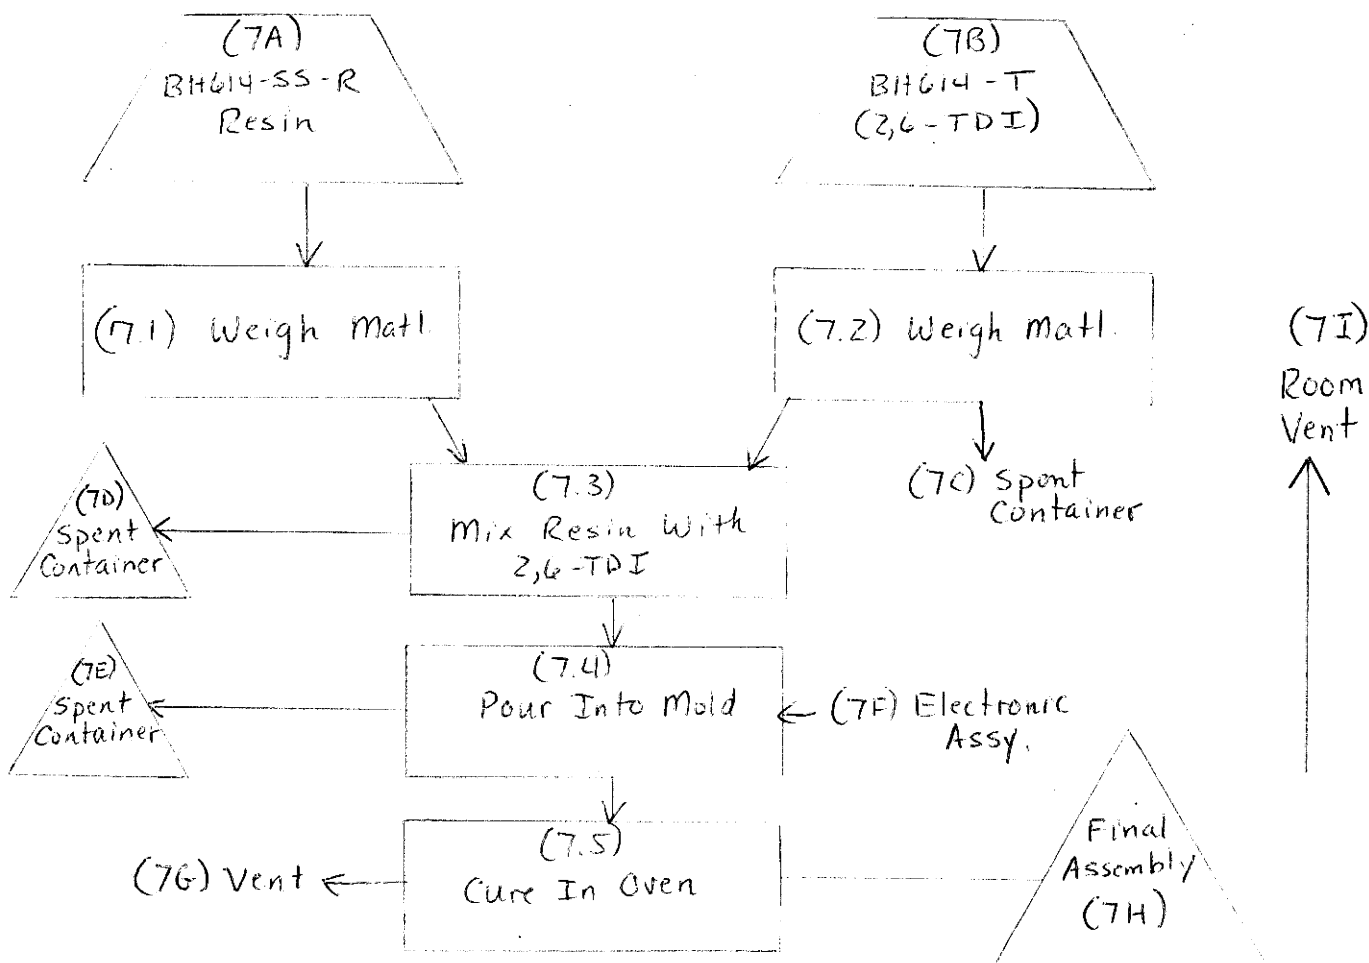 (7A)
BH614-SS-R
Resin
(7B)
BH614-T
(2,6-TDI)
(7.1) Weigh Matl.
(7.2) Weigh Matl.
(7I)
Room
Vent
(7D)
Spent
Container
(7.3)
Mix Resin With
2,6-TDI
(7C) Spent
Container
(7E)
Spent
Container
(7.4)
Pour Into Mold
(7F) Electronic
Assy.
(7G) Vent
(7.5)
Cure In Oven
Final
Assembly
(7H)